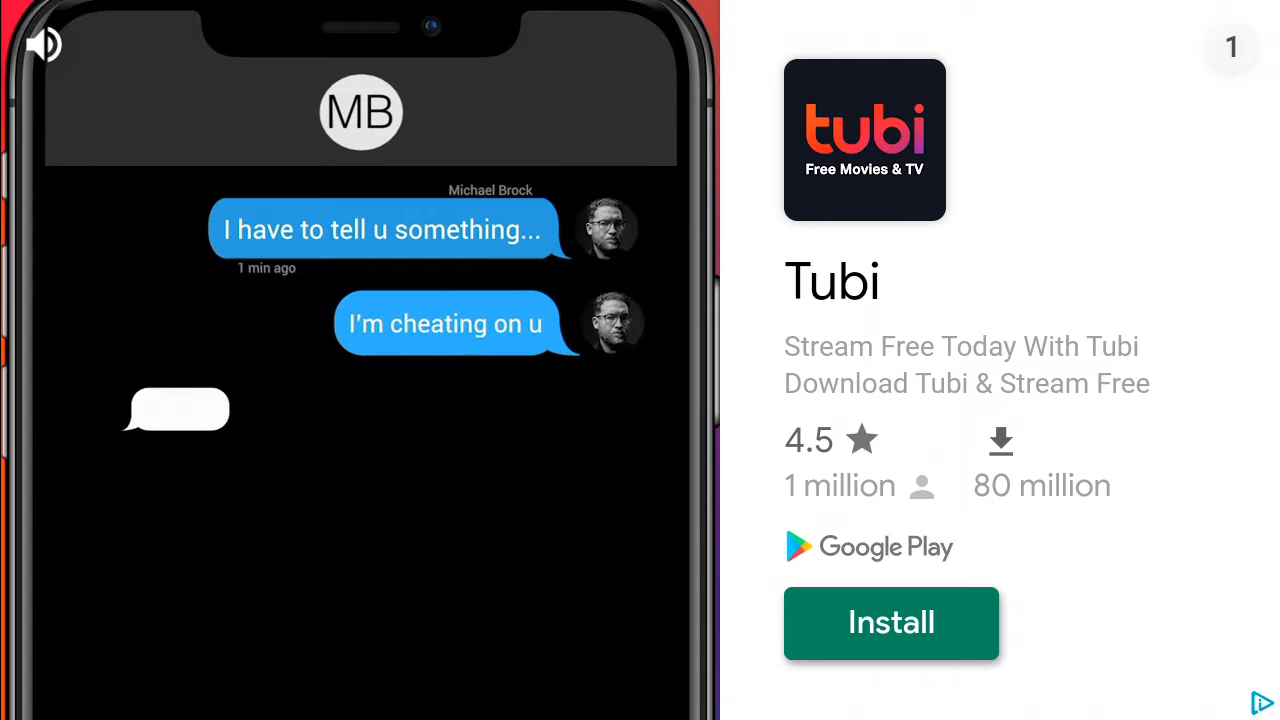 MB
Michael Brock
I have to tell u something...
1 min ago
I'm cheating on u
1
tubi
Free Movies & TV
Tubi
Stream Free Today With Tubi
Download Tubi & Stream Free
4.5
1 million
80 million
Google Play
Install